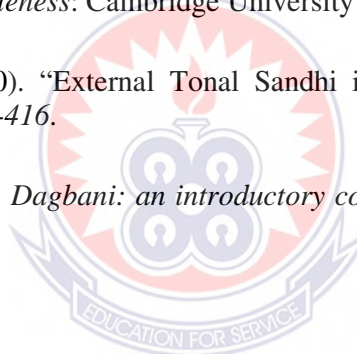 eness: Cambridge University
0). “External Tonal Sandhi i
-416.
Dagbani: an introductory co
EDUCATION FOR SERVICE